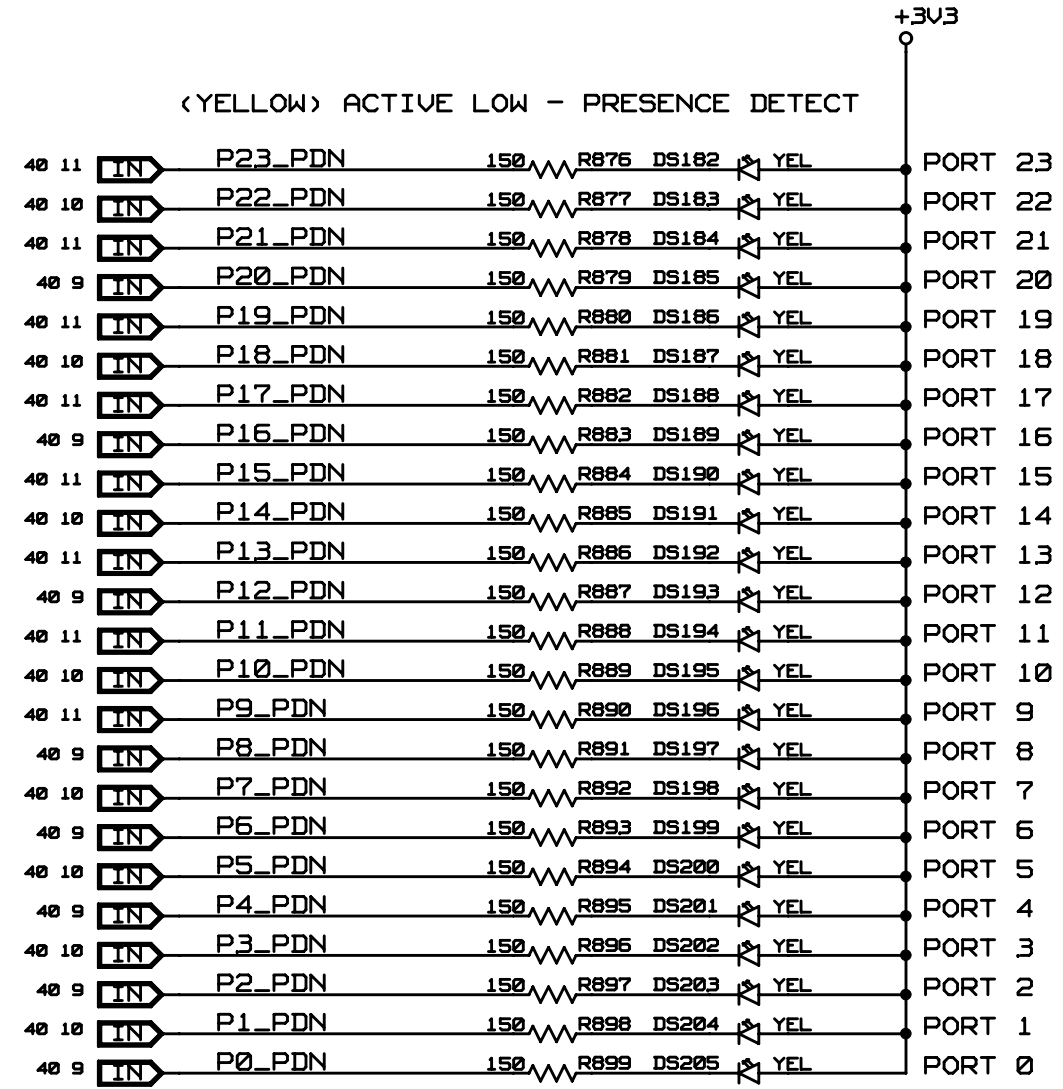 +3V3
(YELLOW) ACTIVE LOW - PRESENCE DETECT
40 11 IN P23_PDN 150 R876 DS182 YEL PORT 23
40 10 IN P22_PDN 150 R877 DS183 YEL PORT 22
40 11 IN P21_PDN 150 R878 DS184 YEL PORT 21
40 9 IN P20_PDN 150 R879 DS185 YEL PORT 20
40 11 IN P19_PDN 150 R880 DS186 YEL PORT 19
40 10 IN P18_PDN 150 R881 DS187 YEL PORT 18
40 11 IN P17_PDN 150 R882 DS188 YEL PORT 17
40 9 IN P16_PDN 150 R883 DS189 YEL PORT 16
40 11 IN P15_PDN 150 R884 DS190 YEL PORT 15
40 10 IN P14_PDN 150 R885 DS191 YEL PORT 14
40 11 IN P13_PDN 150 R886 DS192 YEL PORT 13
40 9 IN P12_PDN 150 R887 DS193 YEL PORT 12
40 11 IN P11_PDN 150 R888 DS194 YEL PORT 11
40 10 IN P10_PDN 150 R889 DS195 YEL PORT 10
40 11 IN P9_PDN 150 R890 DS196 YEL PORT 9
40 9 IN P8_PDN 150 R891 DS197 YEL PORT 8
40 10 IN P7_PDN 150 R892 DS198 YEL PORT 7
40 9 IN P6_PDN 150 R893 DS199 YEL PORT 6
40 10 IN P5_PDN 150 R894 DS200 YEL PORT 5
40 9 IN P4_PDN 150 R895 DS201 YEL PORT 4
40 10 IN P3_PDN 150 R896 DS202 YEL PORT 3
40 9 IN P2_PDN 150 R897 DS203 YEL PORT 2
40 10 IN P1_PDN 150 R898 DS204 YEL PORT 1
40 9 IN P0_PDN 150 R899 DS205 YEL PORT 0